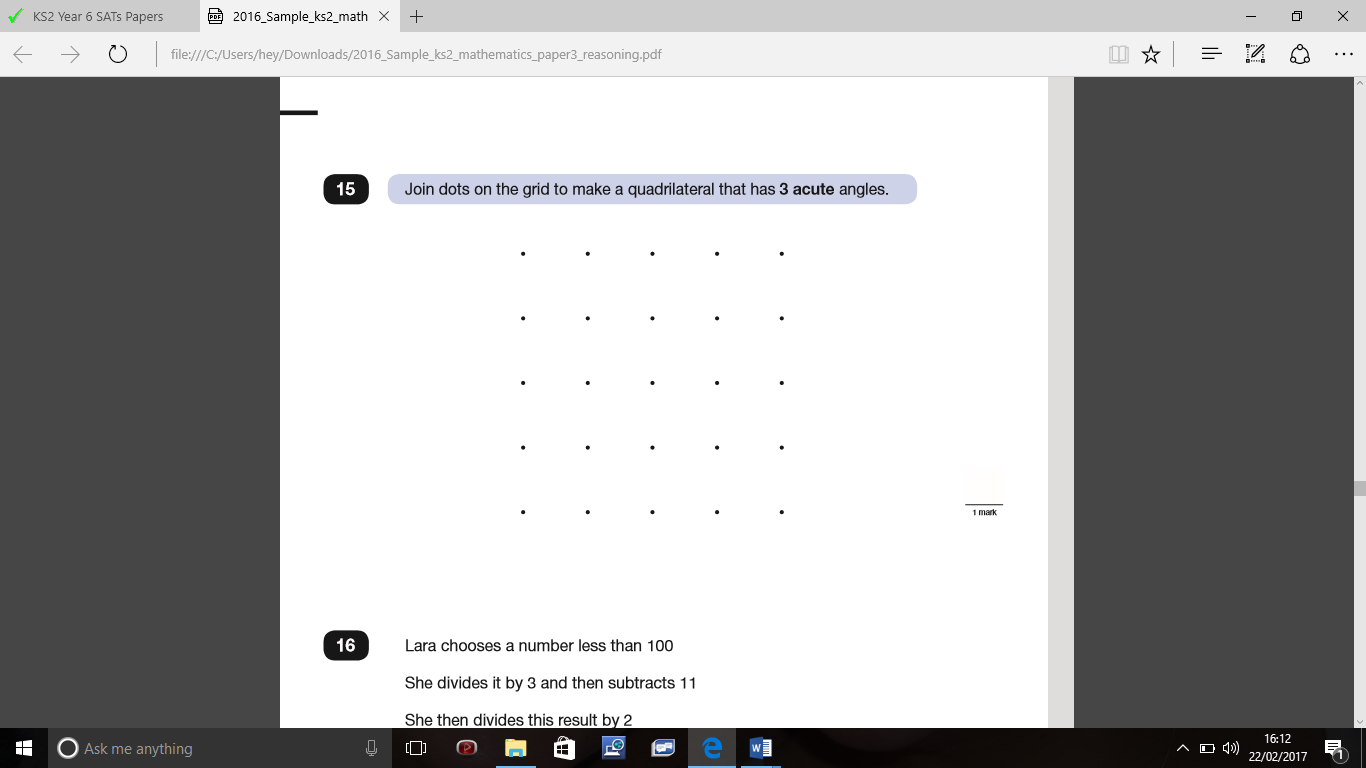 KS2 Year 6 SATs Papers
2016_Sample_ks2_math
file:///C:/Users/hey/Downloads/2016_Sample_ks2_mathematics_paper3_reasoning.pdf
15 Join dots on the grid to make a quadrilateral that has 3 acute angles.
1 mark
16 Lara chooses a number less than 100
She divides it by 3 and then subtracts 11
She then divides this result by 2
Ask me anything
16:12
22/02/2017
1